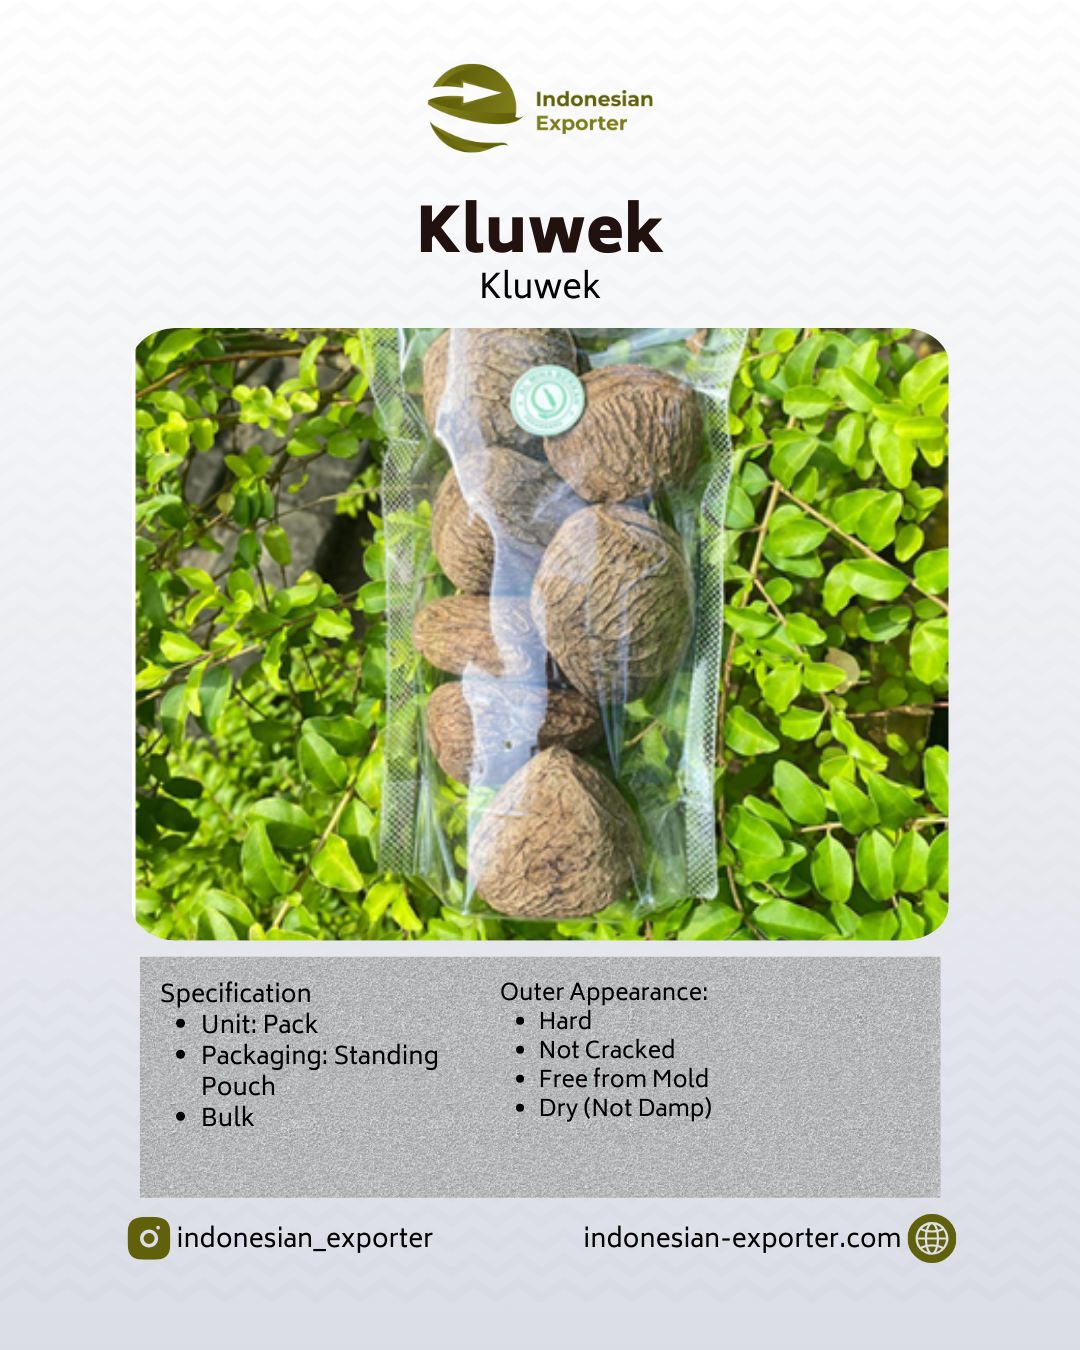 Indonesian
Exporter
Kluwek
Kluwek
Specification
• Unit: Pack
• Packaging: Standing
Pouch
• Bulk
Outer Appearance:
• Hard
• Not Cracked
• Free from Mold
• Dry (Not Damp)
indonesian_exporter
indonesian-exporter.com